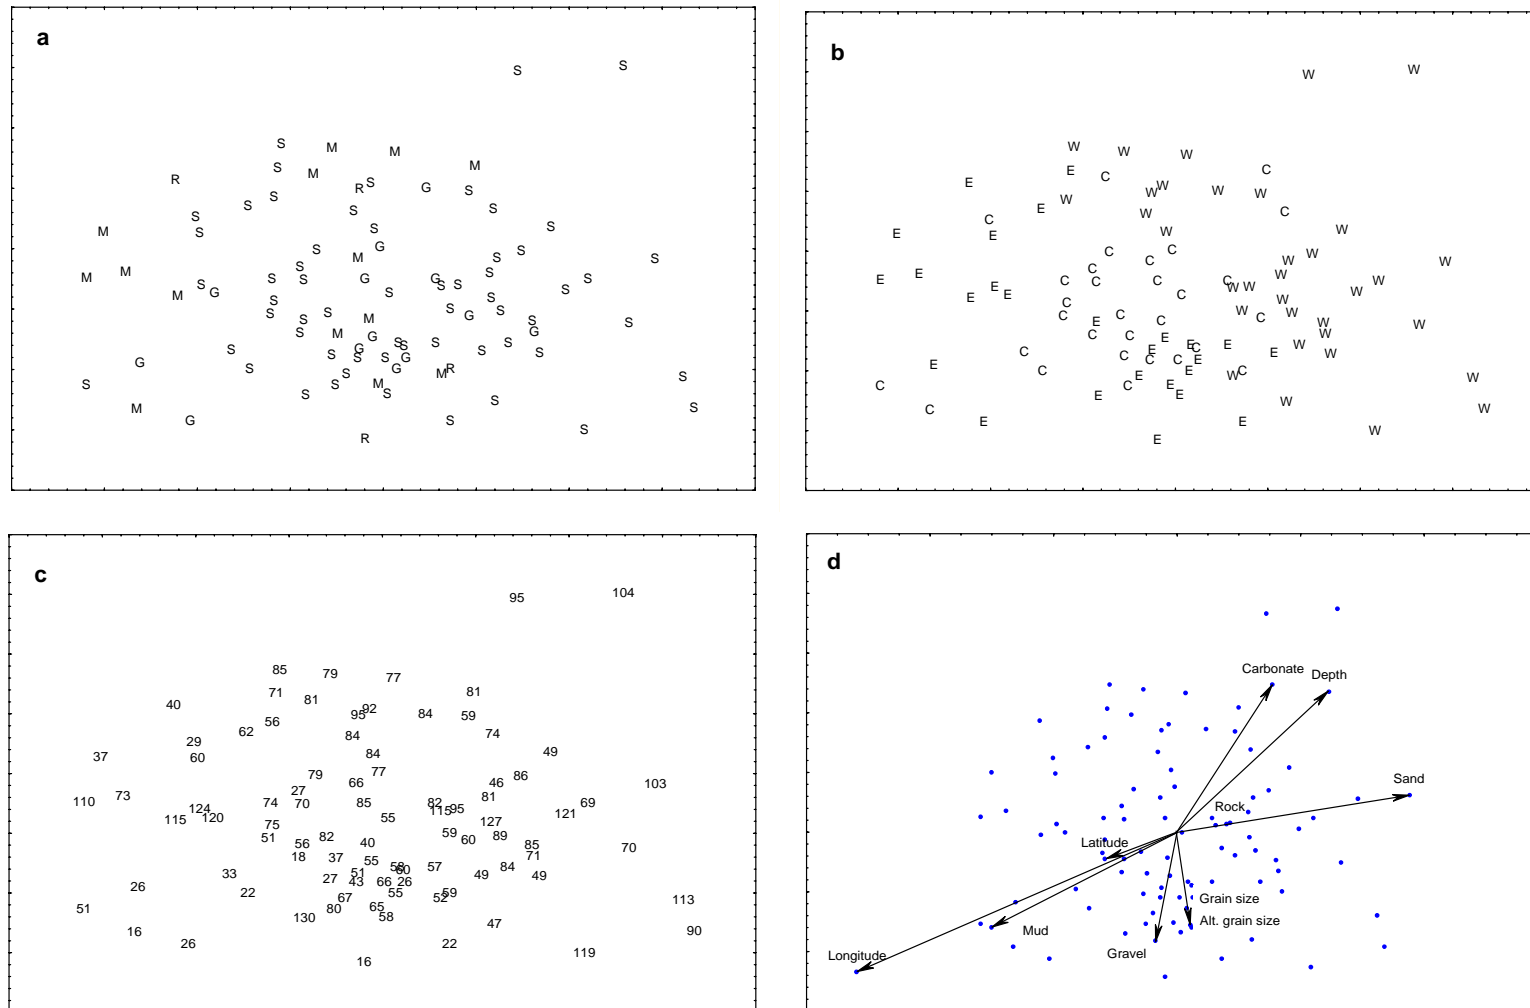 a
S S
S M M
S M M
R R S G S
S S S S
S S
M S S S
S G S
M S S
S M S
M S S G S S
S S S S
G S M S
S S S
S S G
S M S S
S M G
G
S S S S
S G S S
S S S G
G
S G R
S M S
S S M
S S
S
M S
G S
S
R
b
W W
W W W
E C C
E W W W W
E W W C
C W
E E W W
C C W
C W W
C E
E C C C C W W
E W W
E E C W W
C W W
C C W C
E C W W
C C E W
E C E W
C E E W
C C C E
E
C E C
E W W
C C E
E E
W
C W
E E
W
E
c
95 104
85 79 77
71 81 81
40 95 92 84 59
62 56 84 74
29
37 60 84 49
79 77 86
73 27 66 46 103
110 74 70 85 82 81 69
124 115 95
115 120 55 121
75 127
51 56 82 40 59 60 89 85 70
18 37 55 71
33 51 58 60 57 49 84 49
26 27 43 66 26
22 67 55 52 59 113
51 80 65
130 58 47
16 90
26 22
16 119
d
Carbonate Depth
Sand
Rock
Latitude
Grain size
Alt. grain size
Mud
Gravel
Longitude